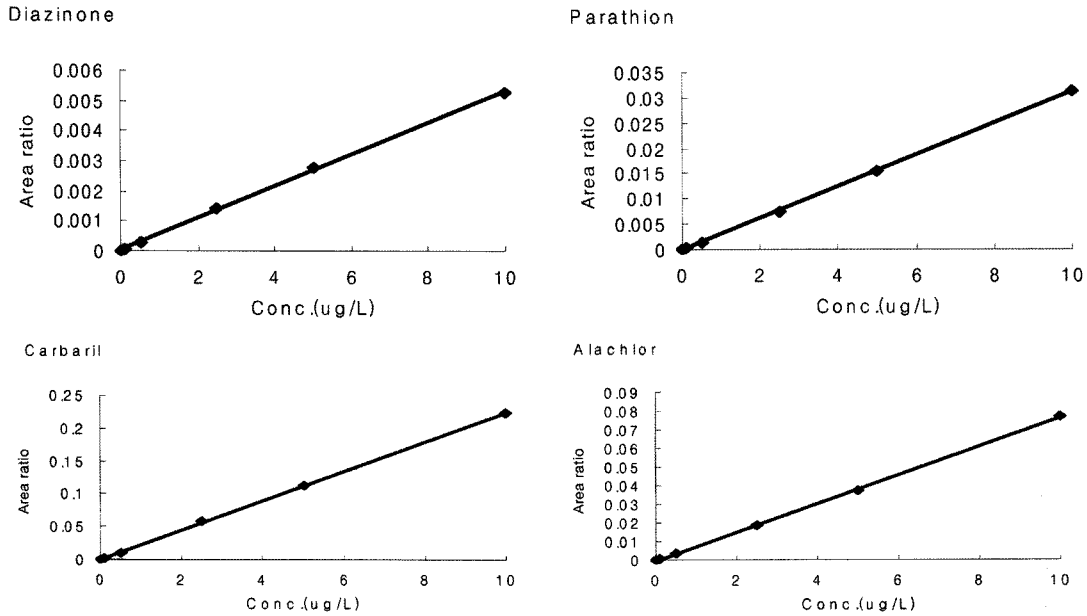 Diazinone
0.006
0.005
0.004
0.003
0.002
0.001
0
Area ratio
0 2 4 6 8 10
Conc.(ug/L)
Parathion
0.035
0.03
0.025
0.02
0.015
0.01
0.005
0
Area ratio
0 2 4 6 8 10
Conc.(ug/L)
Carbaril
0.25
0.2
0.15
0.1
0.05
0
Area ratio
0 2 4 6 8 10
Conc.(ug/L)
Alachlor
0.09
0.08
0.07
0.06
0.05
0.04
0.03
0.02
0.01
0
Area ratio
0 2 4 6 8 10
Conc.(ug/L)